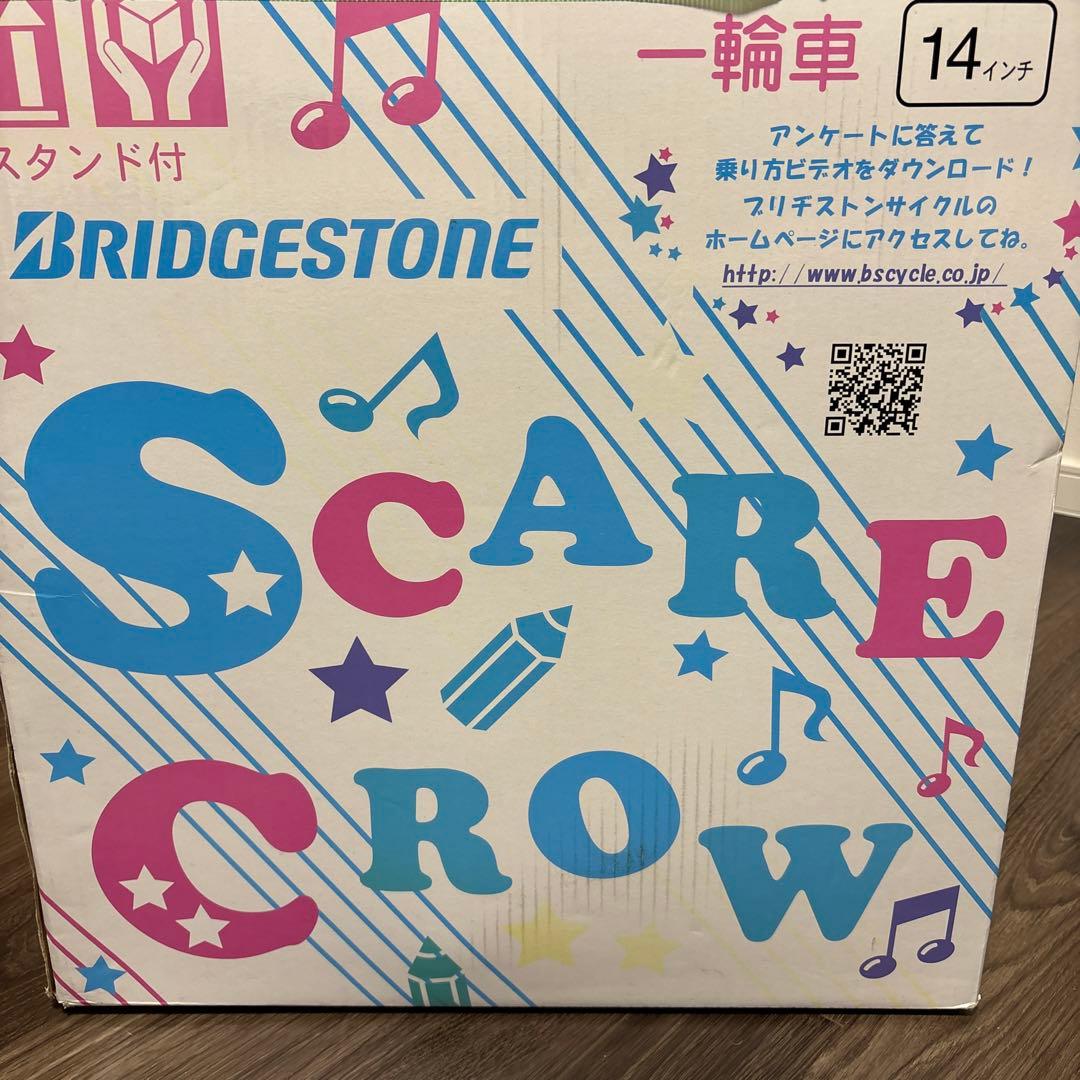 一輪車
14インチ
スタンド付
アンケートに答えて
乗り方ビデオをダウンロード！
ブリヂストンサイクルの
ホームページにアクセスしてね。
http://www.bscycle.co.jp/
BRIDGESTONE
SCARE
CROW